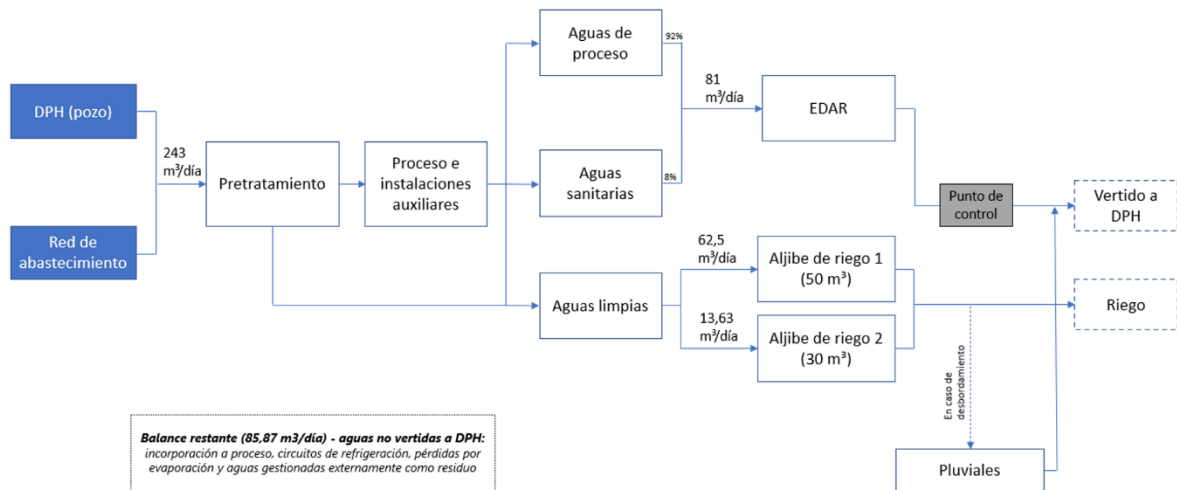 Aguas de
proceso
92%
DPH (pozo)
243
m³/día
81
m³/día
EDAR
Pretratamiento
Proceso e
instalaciones
auxiliares
Aguas
sanitarias
8%
Punto de
control
Vertido a
DPH
Red de
abastecimiento
62,5
m³/día
Aljibe de riego 1
(50 m³)
Aguas limpias
Riego
13,63
m³/día
Aljibe de riego 2
(30 m³)
En caso de
desbordamiento
Balance restante (85,87 m3/día) - aguas no vertidas a DPH:
incorporación a proceso, circuitos de refrigeración, pérdidas por
evaporación y aguas gestionadas externamente como residuo
Pluviales